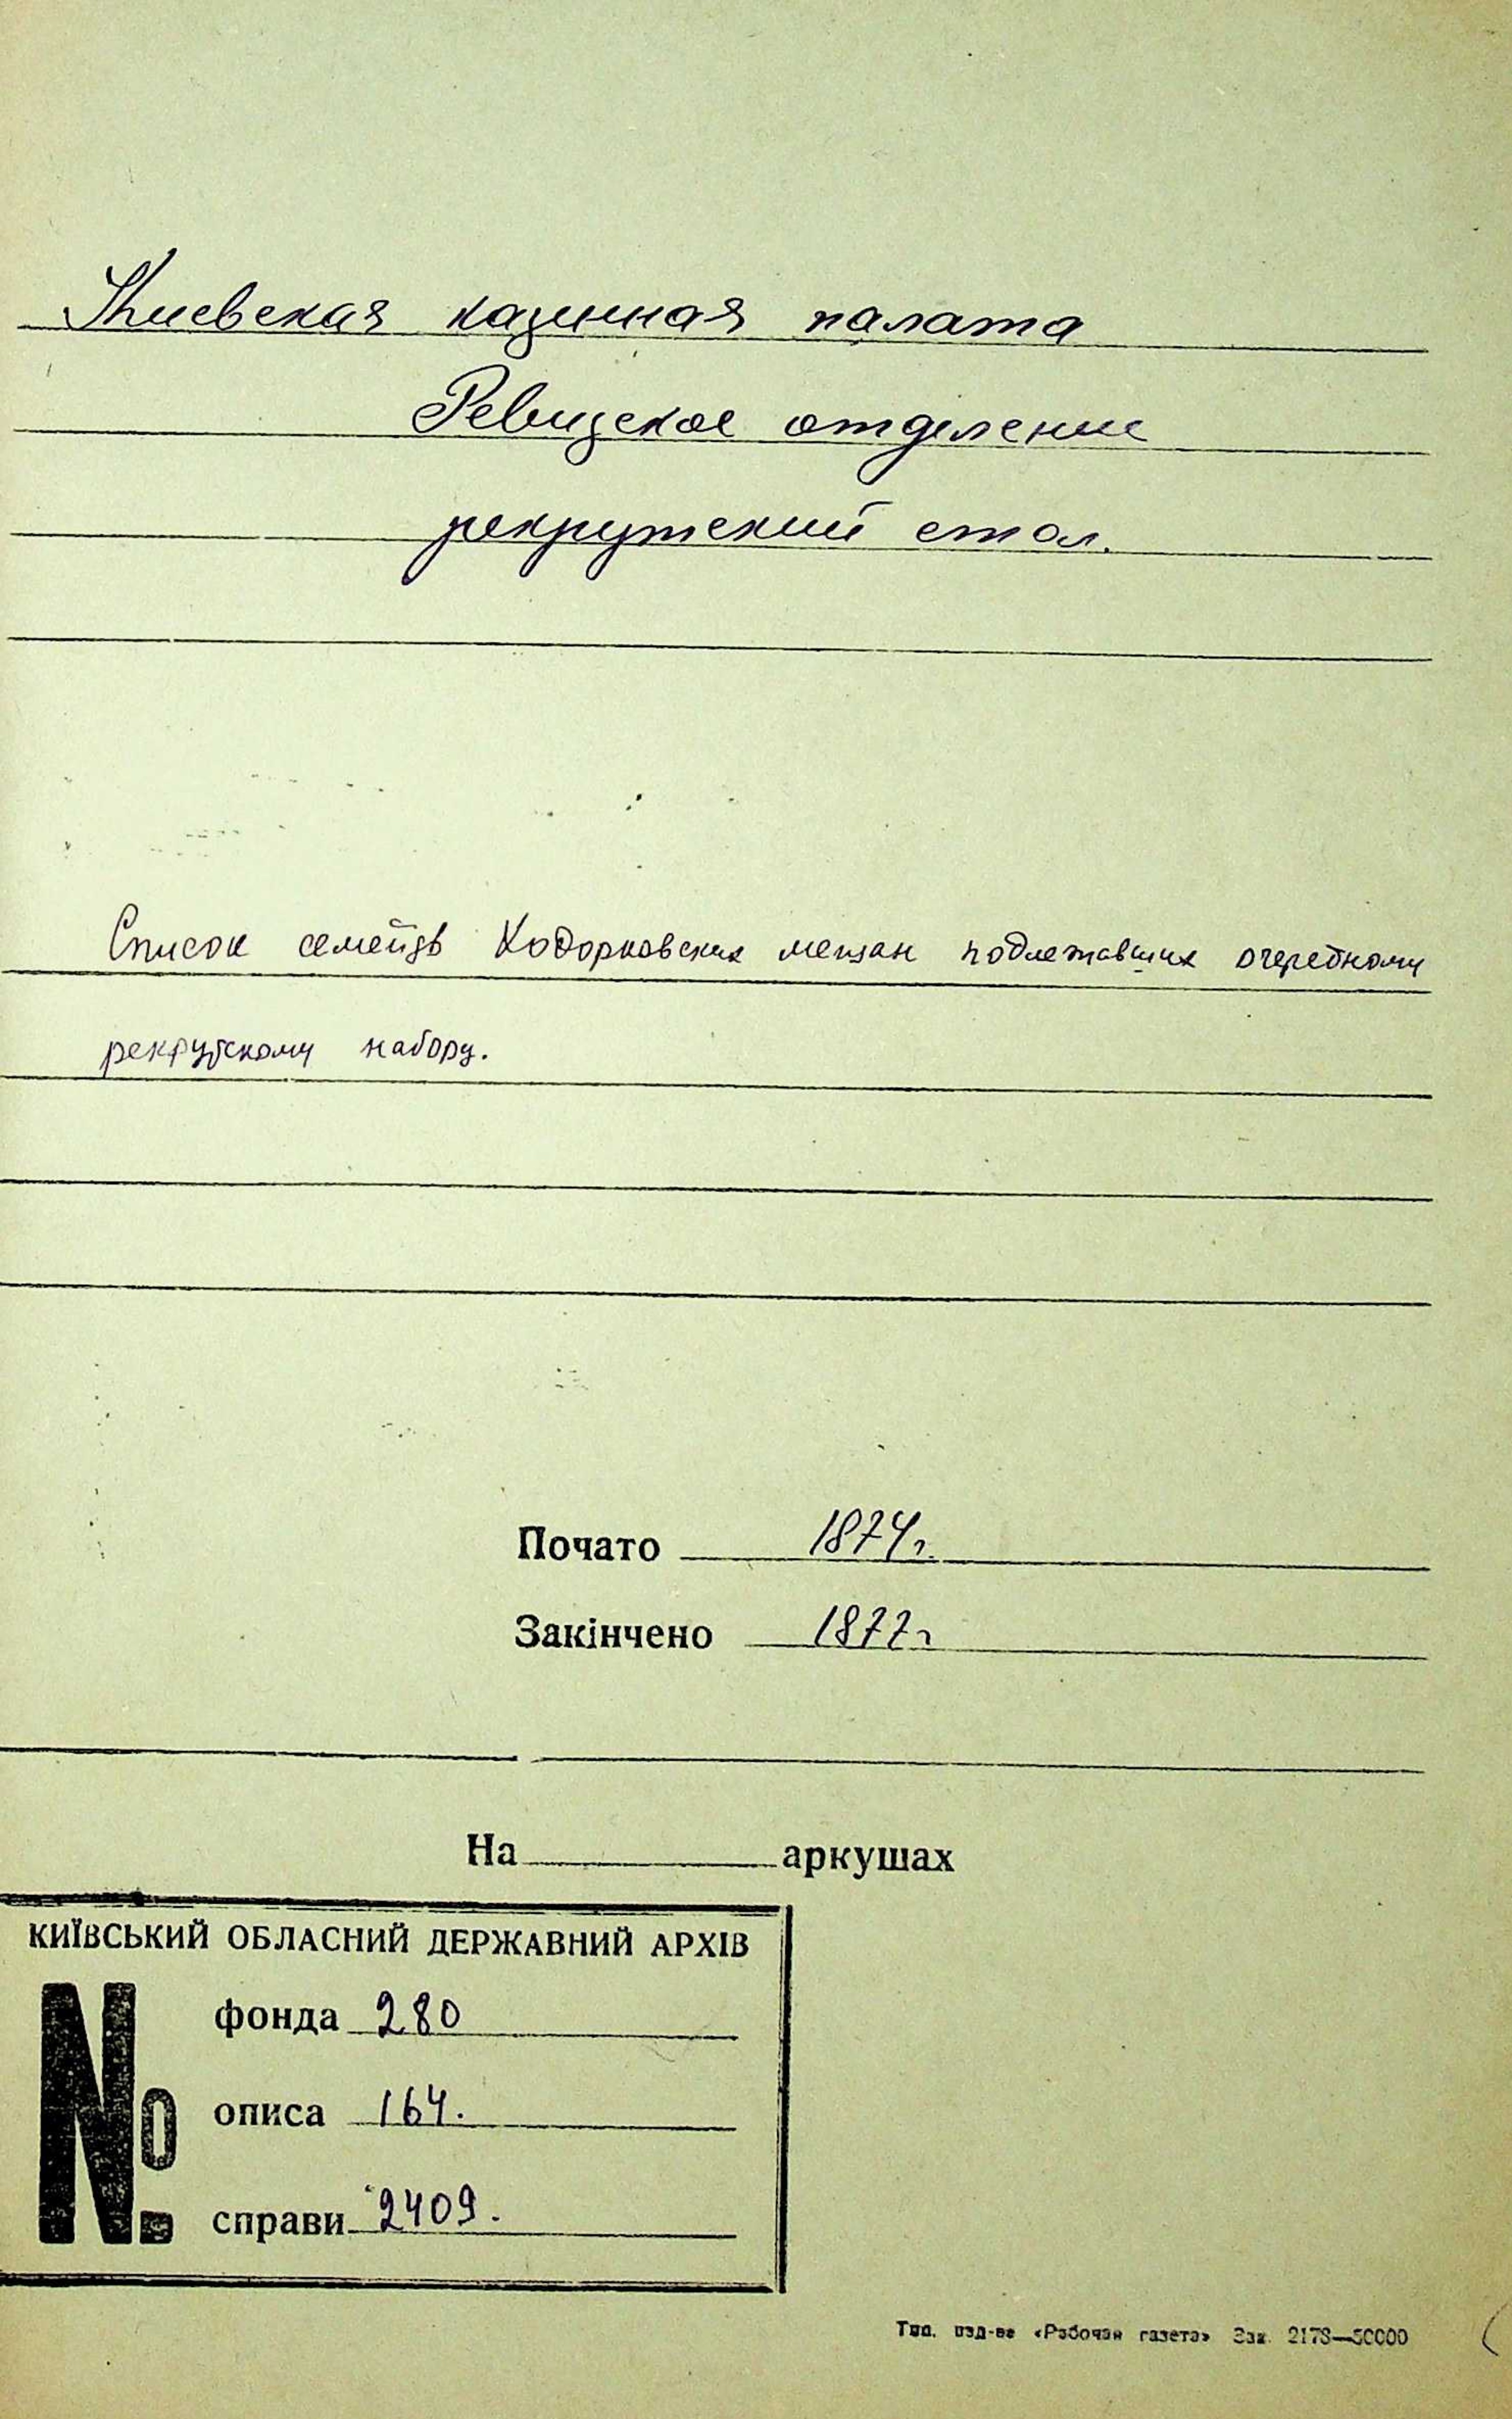 Киевская казенная палата
Ревизское отделение
рекрутский стол.
Список семейств Ходорковских мещан подлежавших очередному
рекрутскому набору.
Почато 1874г.
Закінчено 1877г
На аркушах
КИЇВСЬКИЙ ОБЛАСНИЙ ДЕРЖАВНИЙ АРХІВ
№
фонда 280
описа 164.
справи 2409.
Тип. изд-ва «Рабочая газета» Зак. 2178—50000